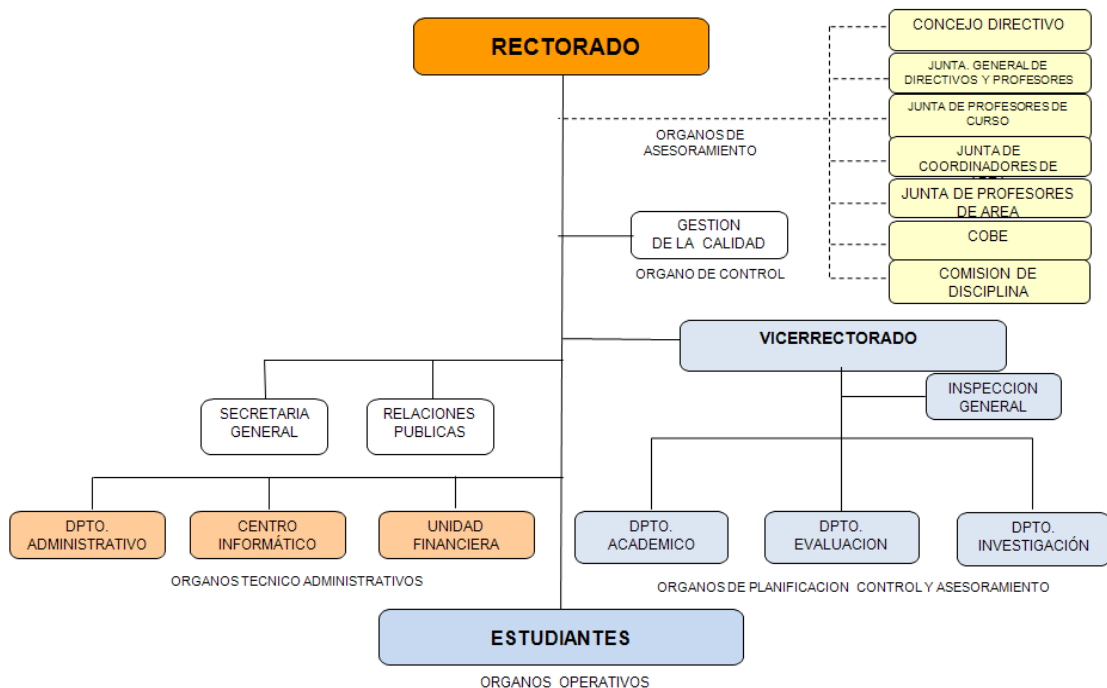 RECTORADO
CONCEJO DIRECTIVO
JUNTA. GENERAL DE
DIRECTIVOS Y PROFESORES
JUNTA DE PROFESORES DE
CURSO
ORGANOS DE
ASESORAMIENTO
JUNTA DE
COORDINADORES DE
JUNTA DE PROFESORES
DE AREA
GESTION
DE LA CALIDAD
COBE
ORGANO DE CONTROL
COMISION DE
DISCIPLINA
VICERRECTORADO
INSPECCION
GENERAL
SECRETARIA
GENERAL
RELACIONES
PUBLICAS
DPTO.
ADMINISTRATIVO
CENTRO
INFORMÁTICO
UNIDAD
FINANCIERA
DPTO.
ACADEMICO
DPTO.
EVALUACION
DPTO.
INVESTIGACIÓN
ORGANOS TECNICO ADMINISTRATIVOS
ORGANOS DE PLANIFICACION CONTROL Y ASESORAMIENTO
ESTUDIANTES
ORGANOS OPERATIVOS